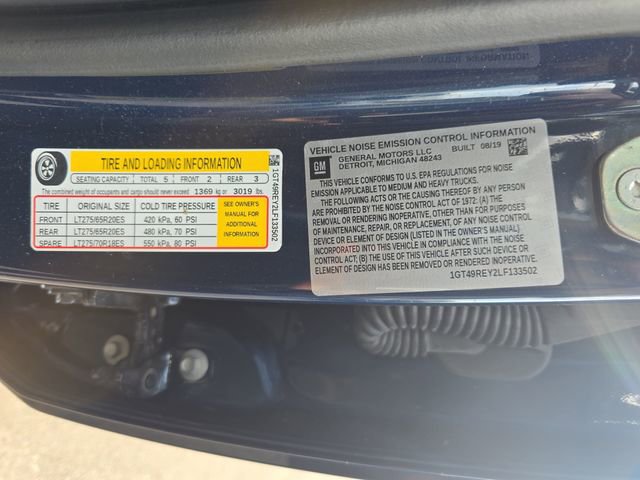 TIRE AND LOADING INFORMATION
SEATING CAPACITY TOTAL 5 FRONT 2 REAR 3
The combined weight of occupants and cargo should never exceed 1369 kg or 3019 lbs.
TIRE ORIGINAL SIZE COLD TIRE PRESSURE
FRONT LT275/65R20ES 420 kPa, 60 PSI
REAR LT275/65R20ES 480 kPa, 70 PSI
SPARE LT275/70R18ES 550 kPa, 80 PSI
SEE OWNER'S
MANUAL FOR
ADDITIONAL
INFORMATION
1GT49REY2LF133502
VEHICLE NOISE EMISSION CONTROL INFORMATION
GM
GENERAL MOTORS LLC BUILT 08/19
DETROIT, MICHIGAN 48243
THIS VEHICLE CONFORMS TO U.S. EPA REGULATIONS FOR NOISE
EMISSION APPLICABLE TO MEDIUM AND HEAVY TRUCKS.
THE FOLLOWING ACTS OR THE CAUSING THEREOF BY ANY PERSON
ARE PROHIBITED BY THE NOISE CONTROL ACT OF 1972: (A) THE
REMOVAL OR RENDERING INOPERATIVE, OTHER THAN FOR PURPOSES
OF MAINTENANCE, REPAIR, OR REPLACEMENT, OF ANY NOISE CONTROL
DEVICE OR ELEMENT OF DESIGN (LISTED IN THE OWNER'S MANUAL)
INCORPORATED INTO THIS VEHICLE IN COMPLIANCE WITH THE NOISE
CONTROL ACT; (B) THE USE OF THIS VEHICLE AFTER SUCH DEVICE OR
ELEMENT OF DESIGN HAS BEEN REMOVED OR RENDERED INOPERATIVE.
1GT49REY2LF133502